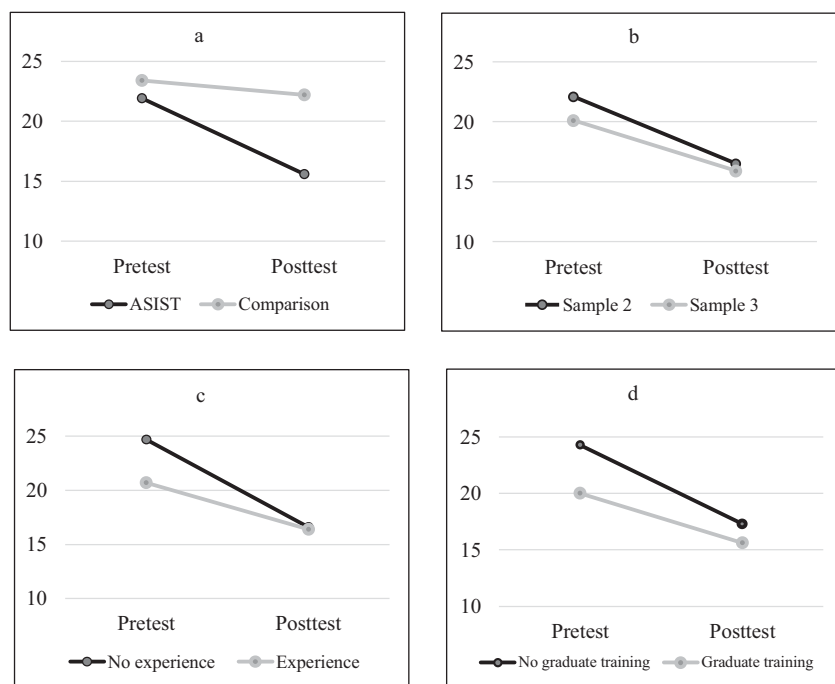 a
25
20
15
10
Pretest Posttest
ASIST Comparison
b
25
20
15
10
Pretest Posttest
Sample 2 Sample 3
c
25
20
15
10
Pretest Posttest
No experience Experience
d
25
20
15
10
Pretest Posttest
No graduate training Graduate training